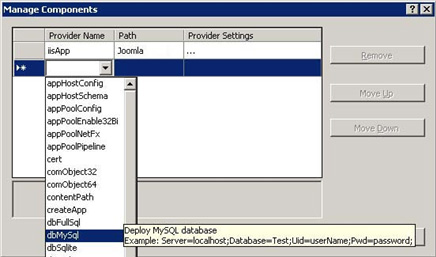 Manage Components
Provider Name Path Provider Settings
iisApp Joomla ...
Remove
Move Up
Move Down
appHostConfig
appHostSchema
appPoolConfig
appPoolEnable32Bi
appPoolNetFx
appPoolPipeline
cert
comObject32
comObject64
contentPath
createApp
dbFullSql
dbMySql
dbSqlite
Deploy MySQL database
Example: Server=localhost;Database=Test;Uid=userName;Pwd=password;